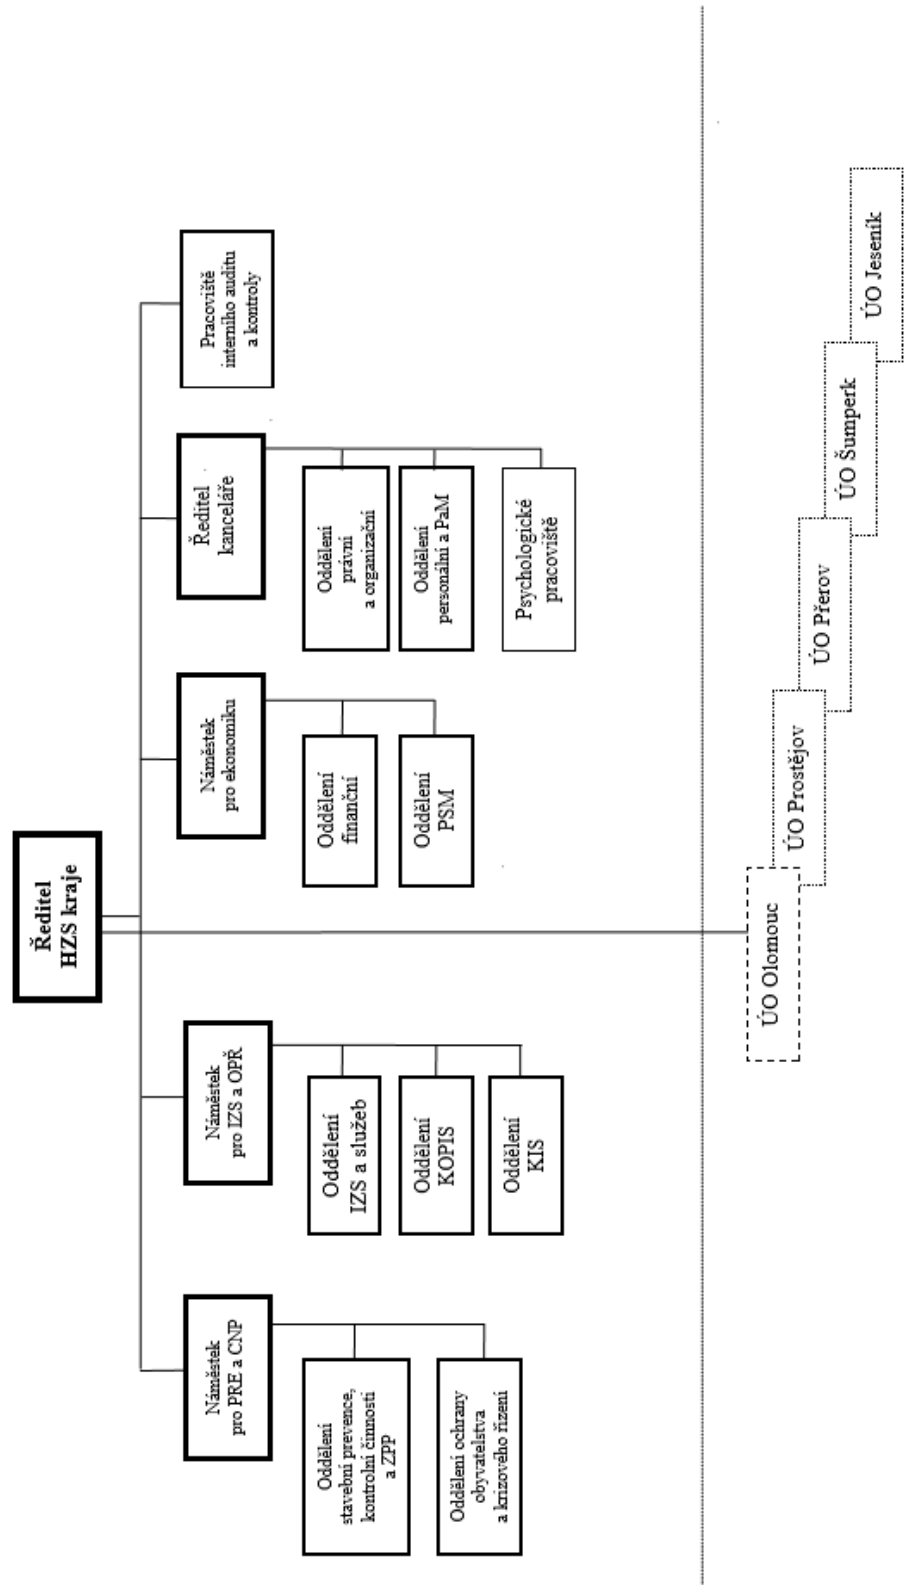 Ředitel
HZS kraje
Náměstek
pro PRE a CNP
Náměstek
pro IZS a OPŘ
Náměstek
pro ekonomiku
Ředitel
kanceláře
Pracoviště
interního auditu
a kontroly
Oddělení
stavební prevence,
kontrolní činnosti
a ZPP
Oddělení ochrany
obyvatelstva
a krizového řízení
Oddělení
IZS a služeb
Oddělení
KOPIS
Oddělení
KIS
Oddělení
finanční
Oddělení
PSM
Oddělení
právní
a organizační
Oddělení
personální a PaM
Psychologické
pracoviště
ÚO Olomouc
ÚO Prostějov
ÚO Přerov
ÚO Šumperk
ÚO Jeseník